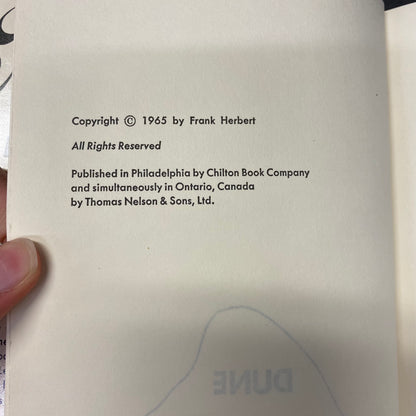 Copyright © 1965 by Frank Herbert
All Rights Reserved
Published in Philadelphia by Chilton Book Company
and simultaneously in Ontario, Canada
by Thomas Nelson & Sons, Ltd.
DUNE